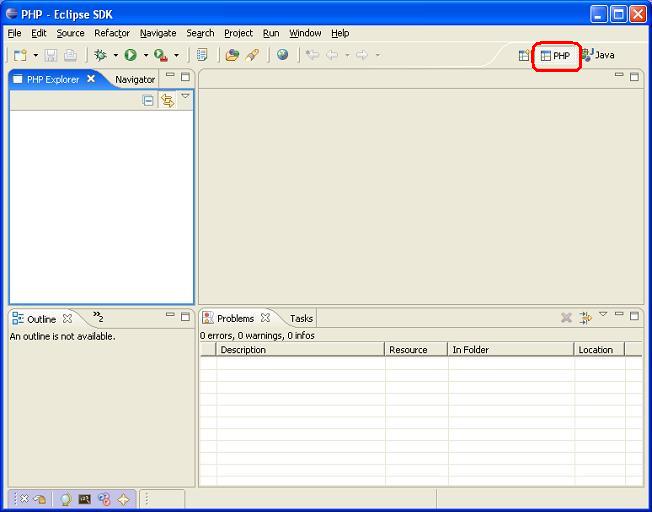 PHP - Eclipse SDK
File Edit Source Refactor Navigate Search Project Run Window Help
PHP Java
PHP Explorer Navigator
Outline »2
An outline is not available.
Problems Tasks
0 errors, 0 warnings, 0 infos
Description Resource In Folder Location